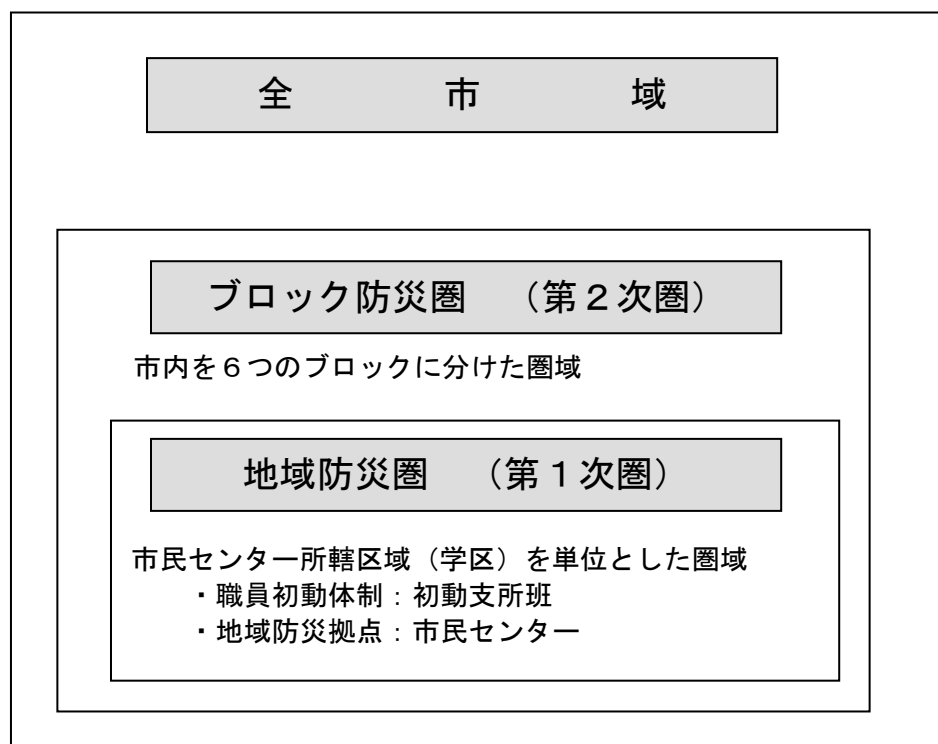 全　市　域
ブロック防災圏　（第２次圏）
市内を６つのブロックに分けた圏域
地域防災圏　（第１次圏）
市民センター所轄区域（学区）を単位とした圏域
・職員初動体制：初動支所班
・地域防災拠点：市民センター